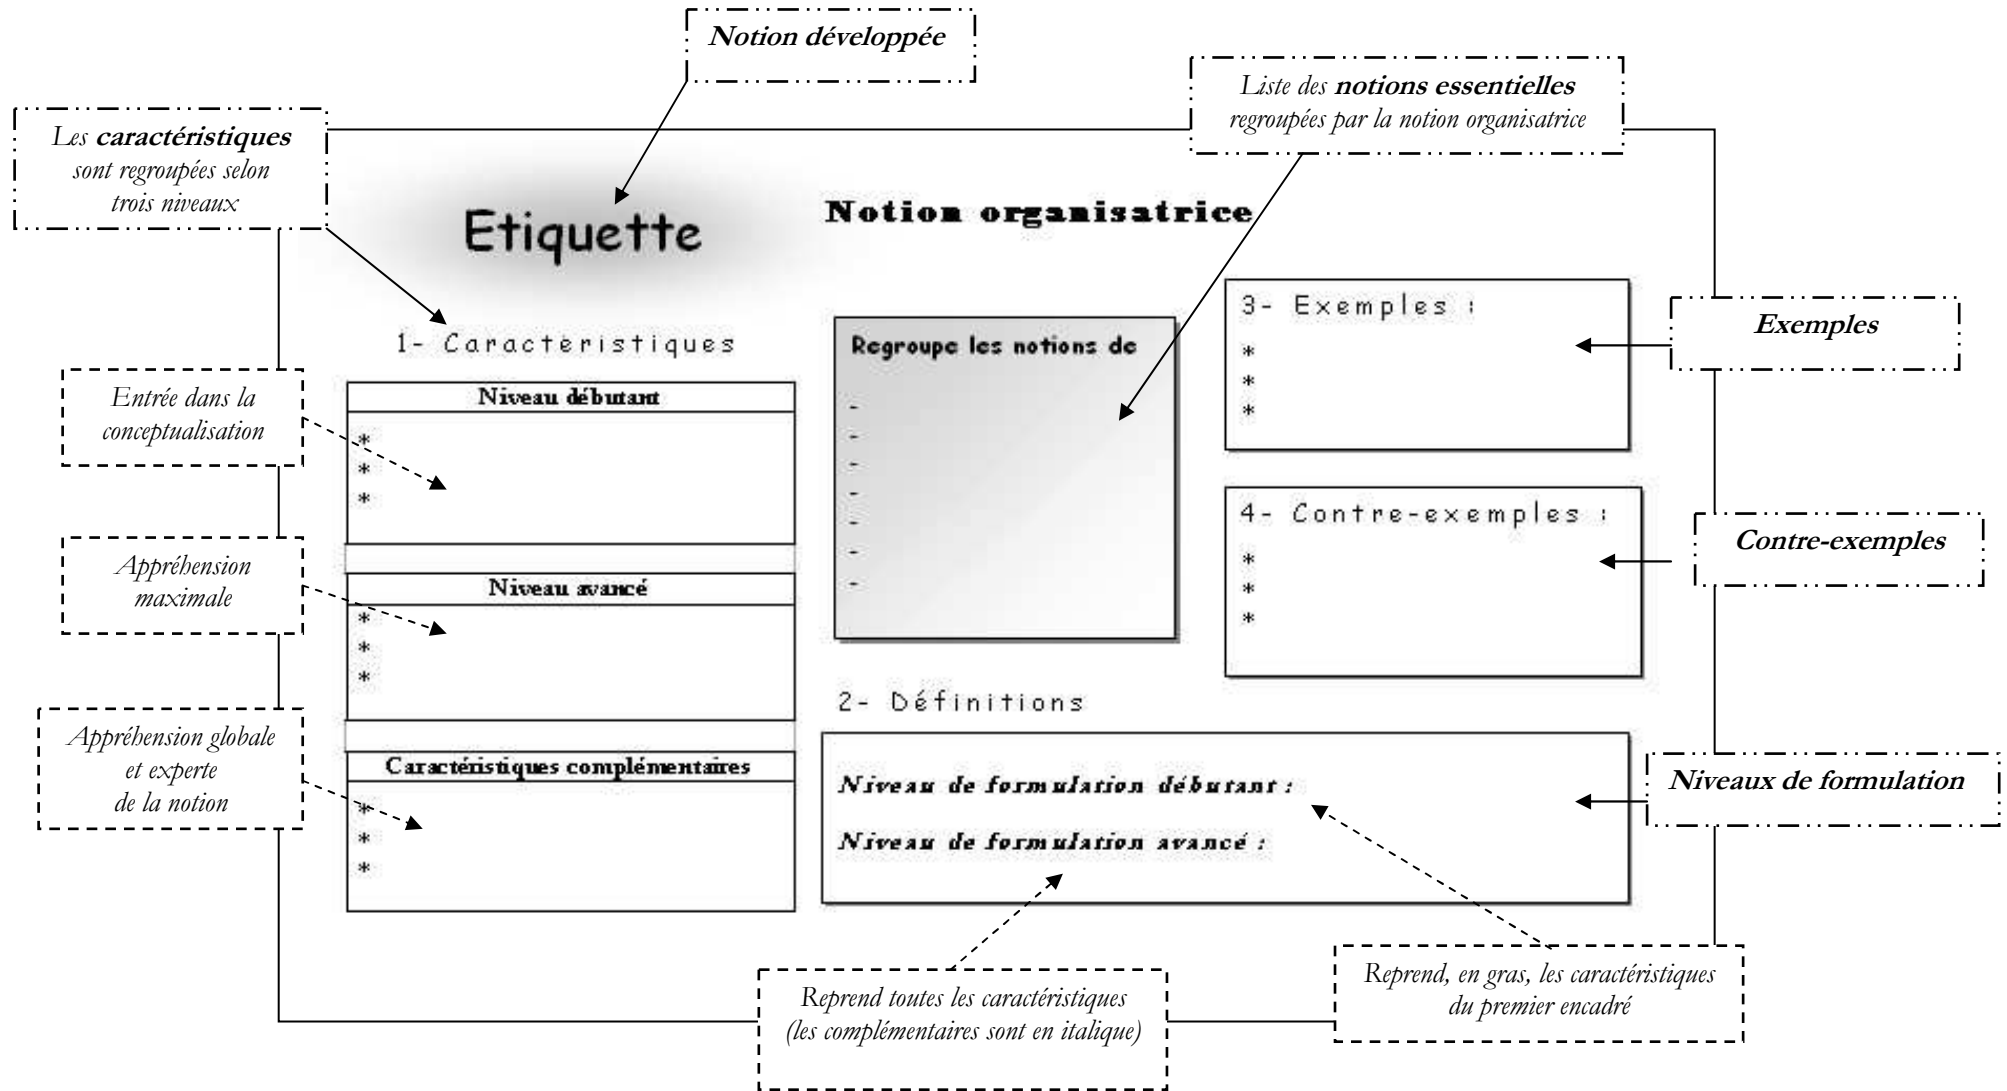 Notion développée
Liste des notions essentielles
regroupées par la notion organisatrice
Les caractéristiques
sont regroupées selon
trois niveaux
Etiquette
Notion organisatrice
1- Caractéristiques
Niveau débutant
*
*
*
Entrée dans la
conceptualisation
Niveau avancé
*
*
*
Appréhension
maximale
Caractéristiques complémentaires
*
*
*
Appréhension globale
et experte
de la notion
Regroupe les notions de
-
-
-
-
-
-
-
3- Exemples :
*
*
*
Exemples
4- Contre-exemples :
*
*
*
Contre-exemples
2- Définitions
Niveau de formulation débutant :
Niveau de formulation avancé :
Niveaux de formulation
Reprend toutes les caractéristiques
(les complémentaires sont en italique)
Reprend, en gras, les caractéristiques
du premier encadré